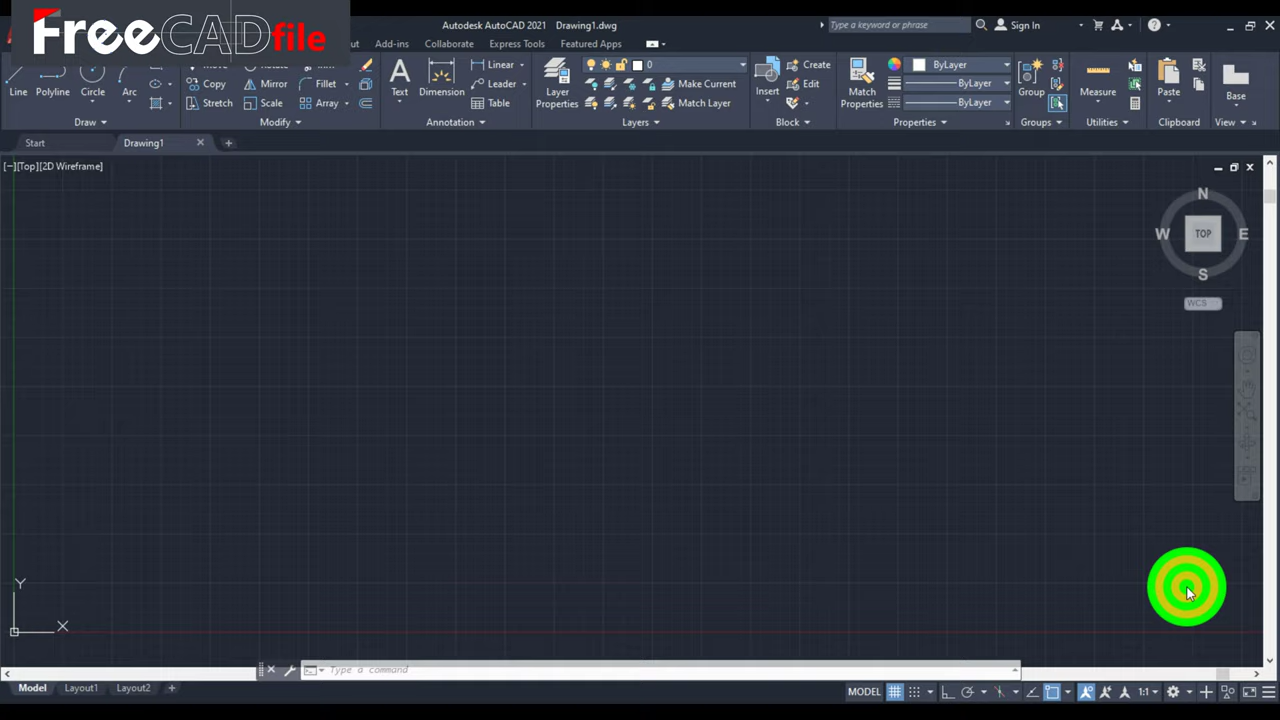 FreeCADfile
Autodesk AutoCAD 2021 Drawing1.dwg
Type a keyword or phrase
Sign In
Add-ins Collaborate Express Tools Featured Apps
Line Polyline Circle Arc
Copy Mirror Fillet
Stretch Scale Array
Text Dimension
Linear
Leader
Table
Layer Properties
0
Make Current
Match Layer
Insert
Create
Edit
Match Properties
ByLayer
ByLayer
ByLayer
Group
Measure
Paste
Base
Draw Modify Annotation Layers Block Properties Groups Utilities Clipboard View
Start Drawing1
[−][Top][2D Wireframe]
N
W TOP E
S
WCS
Y
X
Type a command
Model Layout1 Layout2
MODEL 1:1